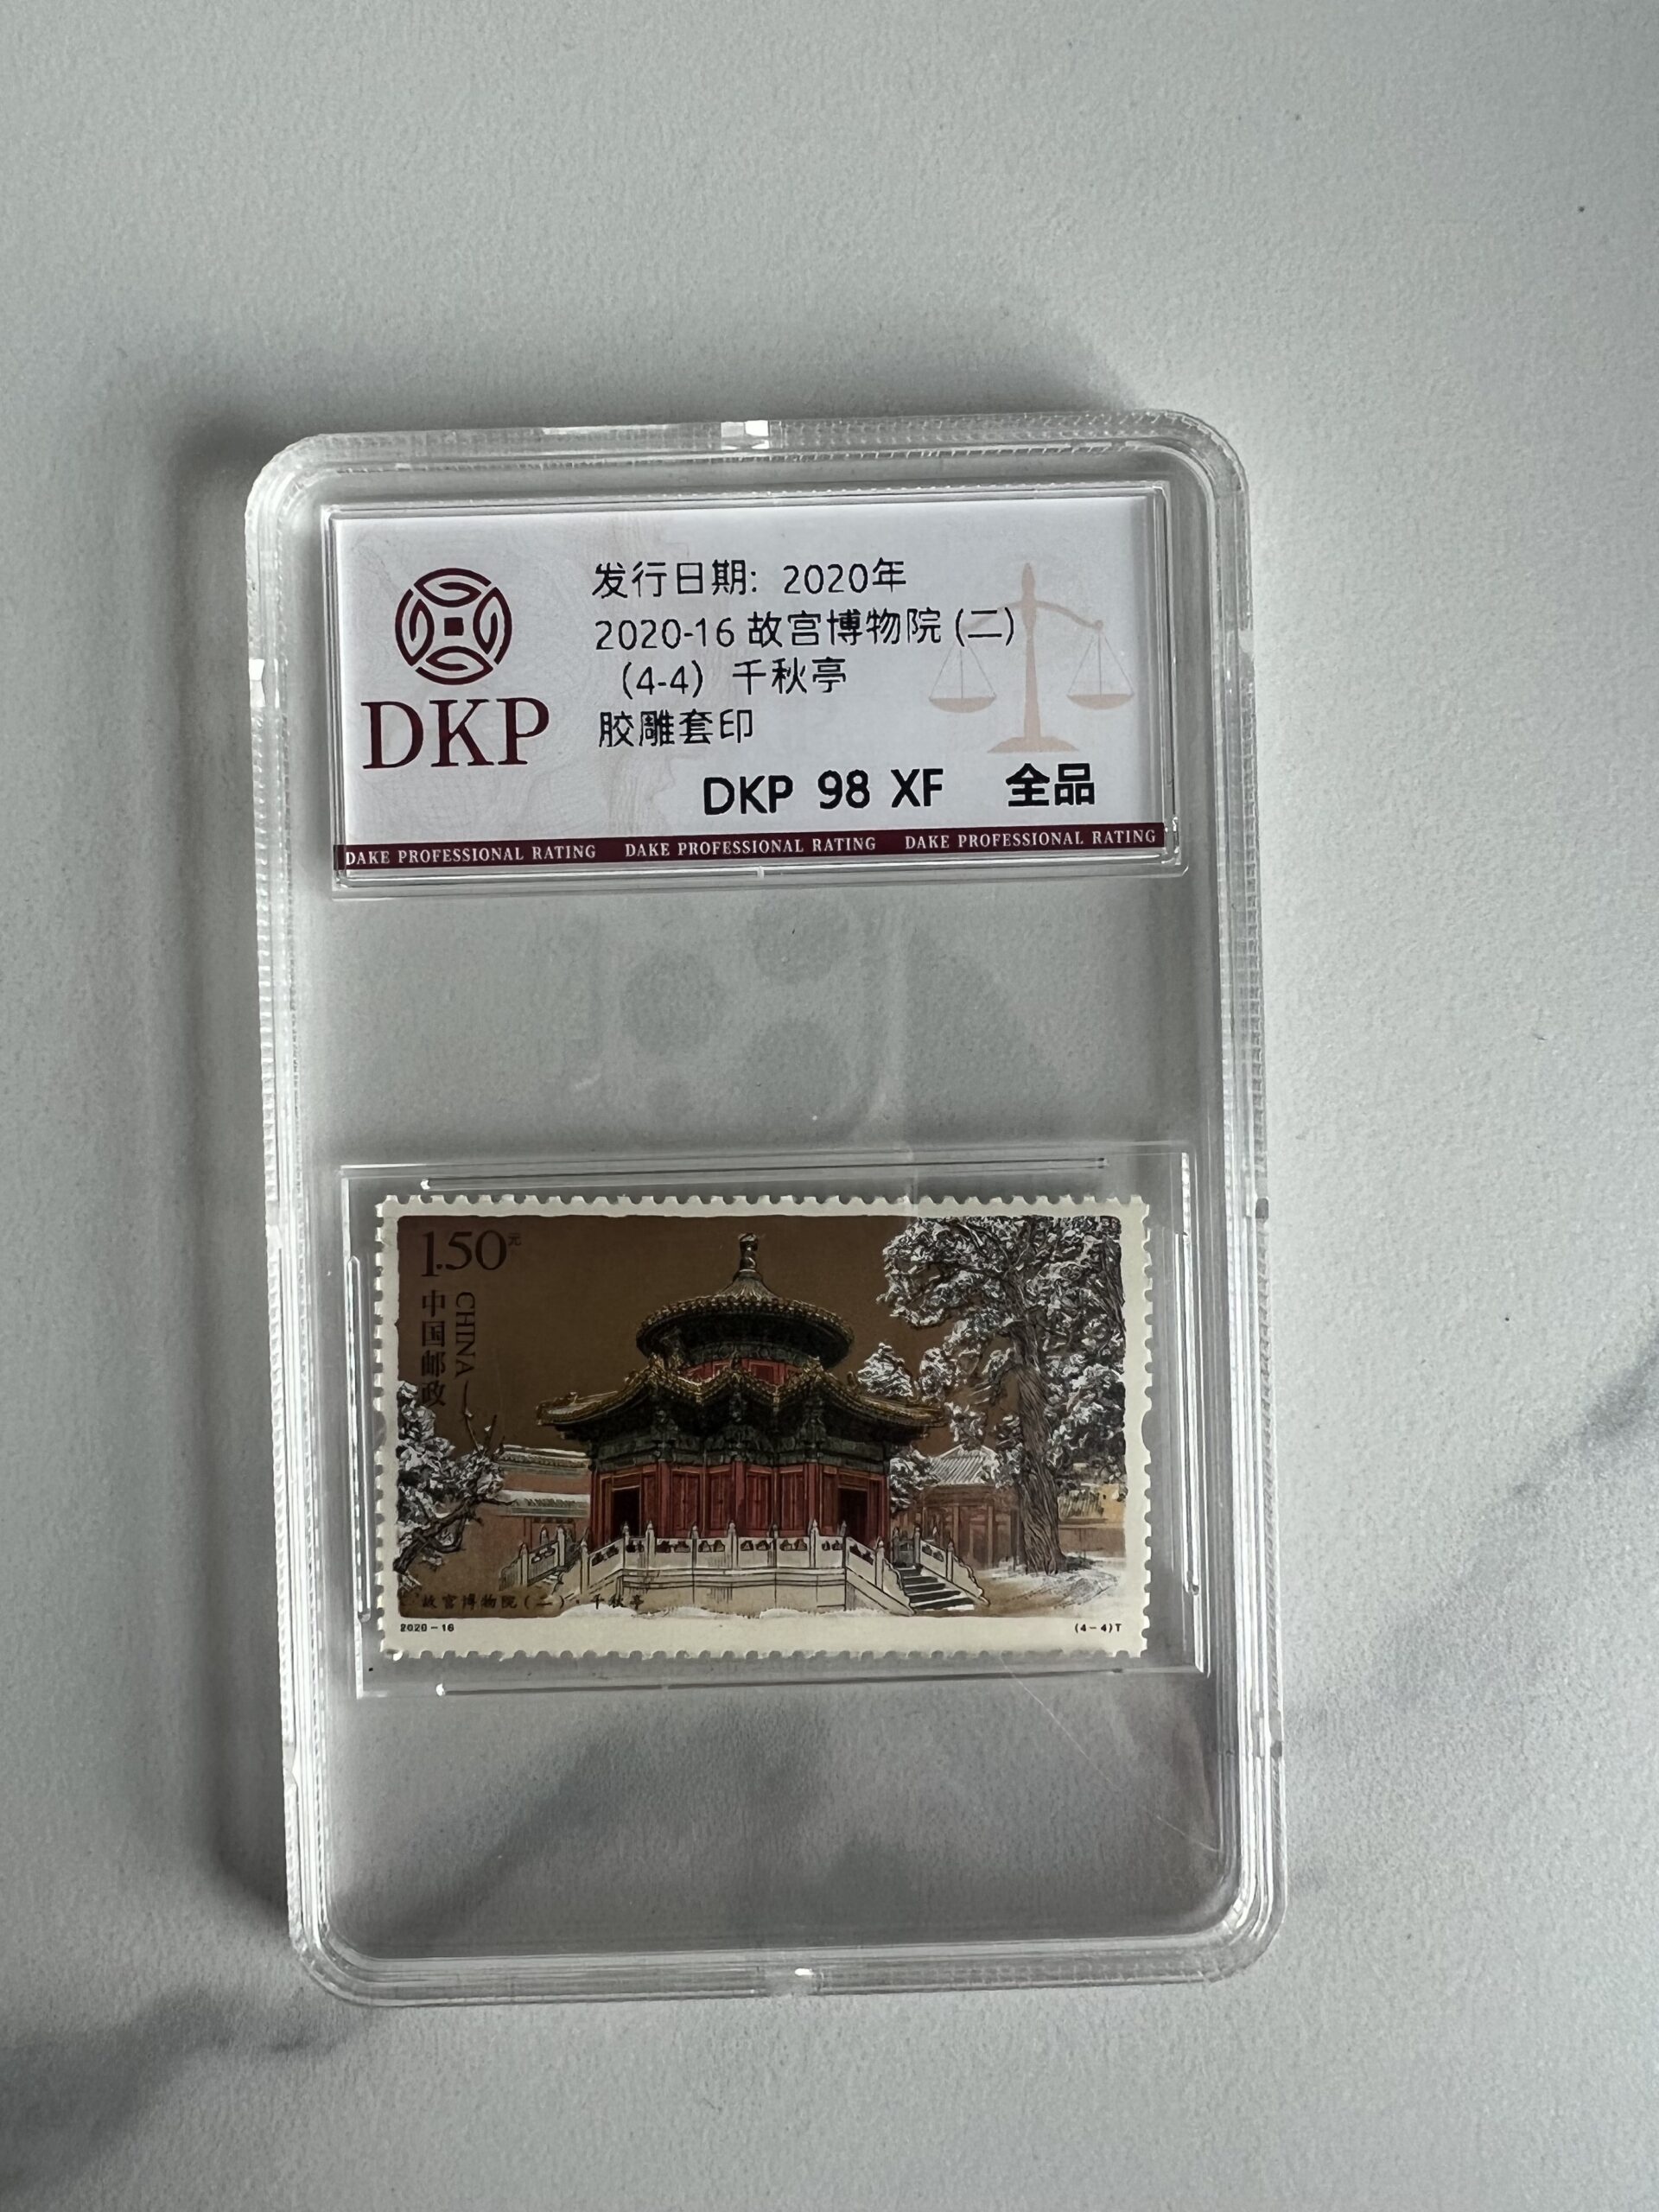 发行日期：2020年
2020-16 故宫博物院 (二)
（4-4）千秋亭
胶雕套印
DKP
DKP 98 XF 全品
DAKE PROFESSIONAL RATING DAKE PROFESSIONAL RATING DAKE PROFESSIONAL RATING
1.50元
中国邮政
CHINA
故宫博物院(二)·千秋亭
2020-16
(4-4)T